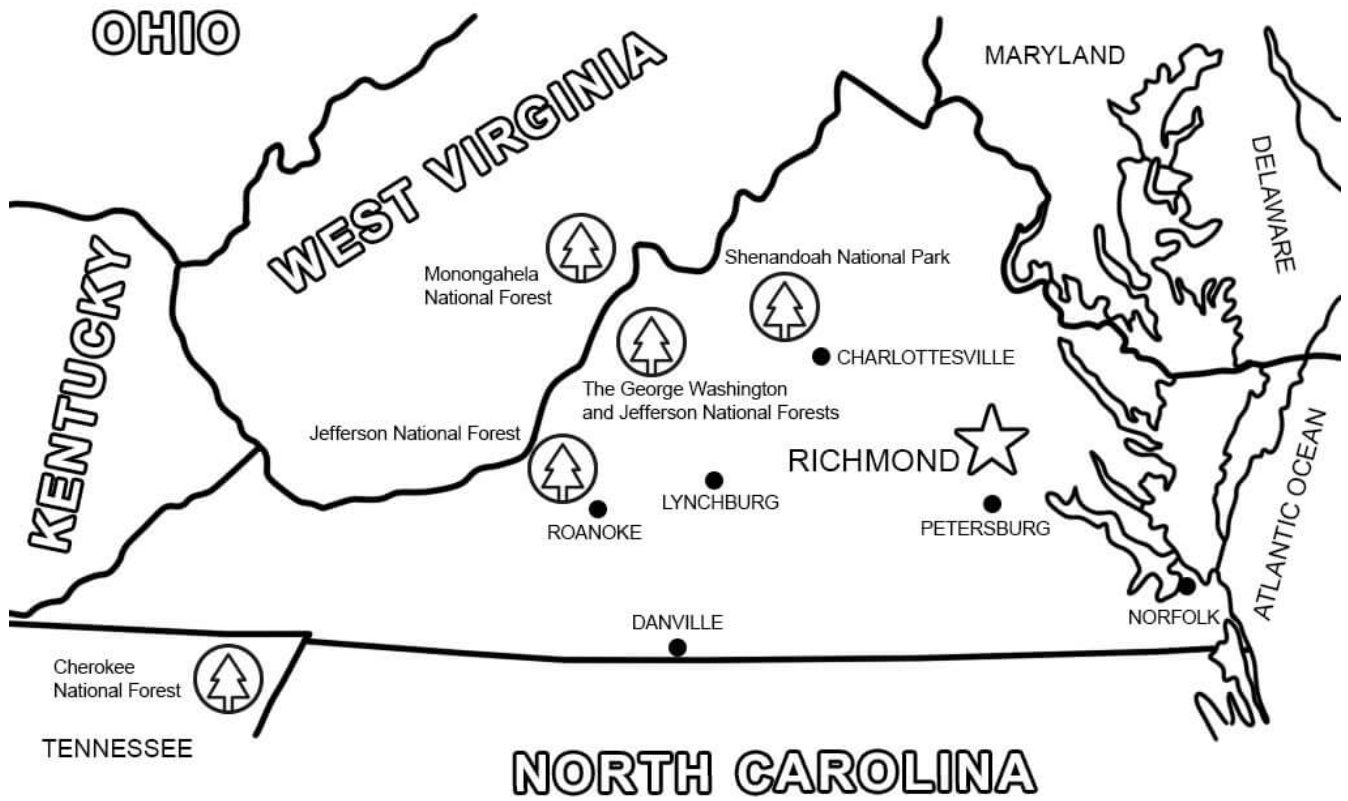 OHIO
MARYLAND
WEST VIRGINIA
DELAWARE
KENTUCKY
Monongahela
National Forest
Shenandoah National Park
CHARLOTTESVILLE
The George Washington
and Jefferson National Forests
Jefferson National Forest
RICHMOND
LYNCHBURG
ROANOKE
PETERSBURG
ATLANTIC OCEAN
NORFOLK
DANVILLE
Cherokee
National Forest
TENNESSEE
NORTH CAROLINA